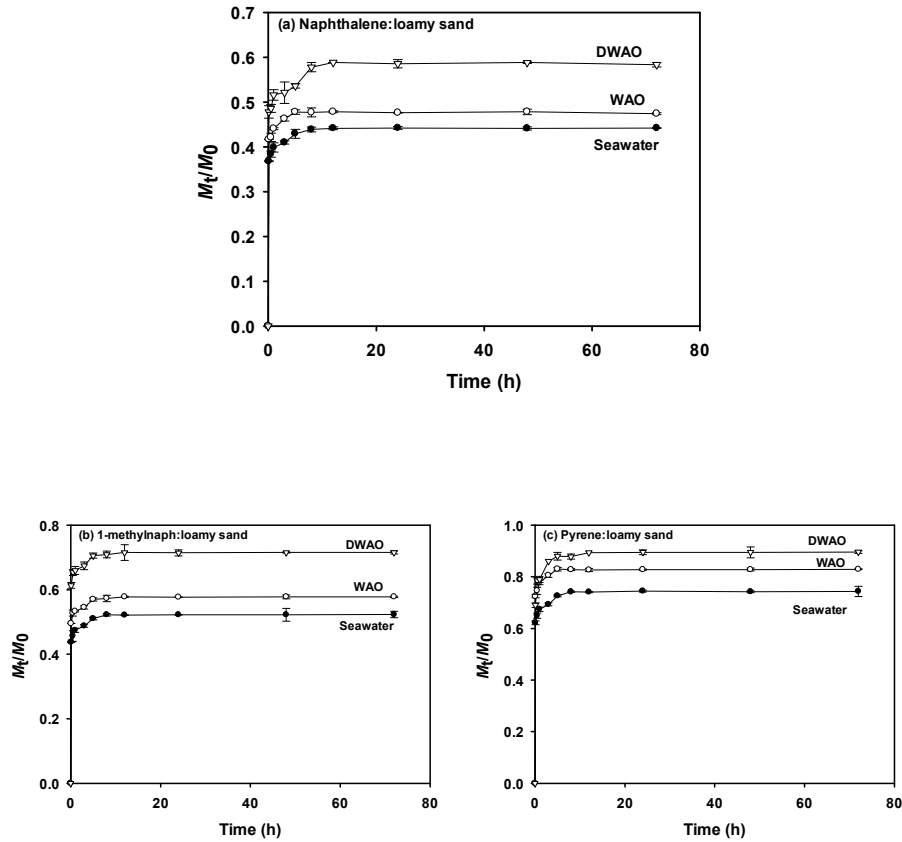 (a) Naphthalene:loamy sand
DWAO
WAO
Seawater
Mt/M0
0.7
0.6
0.5
0.4
0.3
0.2
0.1
0.0
0 20 40 60 80
Time (h)
(b) 1-methylnaph:loamy sand
DWAO
WAO
Seawater
Mt/M0
0.8
0.6
0.4
0.2
0.0
0 20 40 60 80
Time (h)
(c) Pyrene:loamy sand
DWAO
WAO
Seawater
Mt/M0
1.0
0.8
0.6
0.4
0.2
0.0
0 20 40 60 80
Time (h)